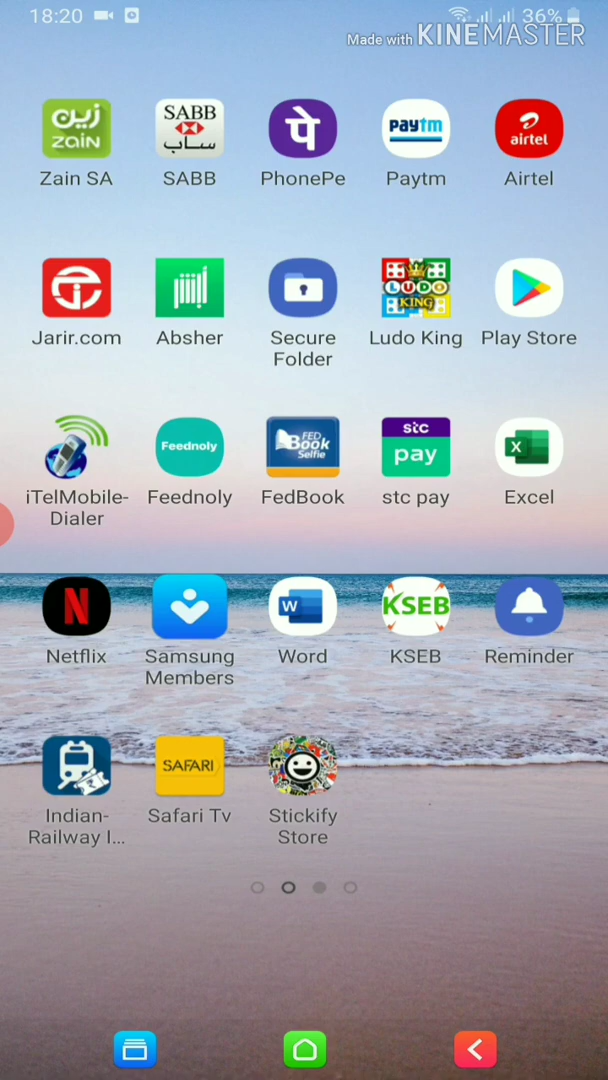 18:20 36%
Made with KINEMASTER
زين
ZAIN
SABB
ساب
पे
paytm
airtel
Zain SA SABB PhonePe Paytm Airtel
LUDO
KING
Jarir.com Absher Secure Folder Ludo King Play Store
Feednoly
FED
Book
Selfie
stc
pay
X
iTelMobile-Dialer Feednoly FedBook stc pay Excel
N
W
KSEB
Netflix Samsung Members Word KSEB Reminder
SAFARI
Indian-Railway I... Safari Tv Stickify Store